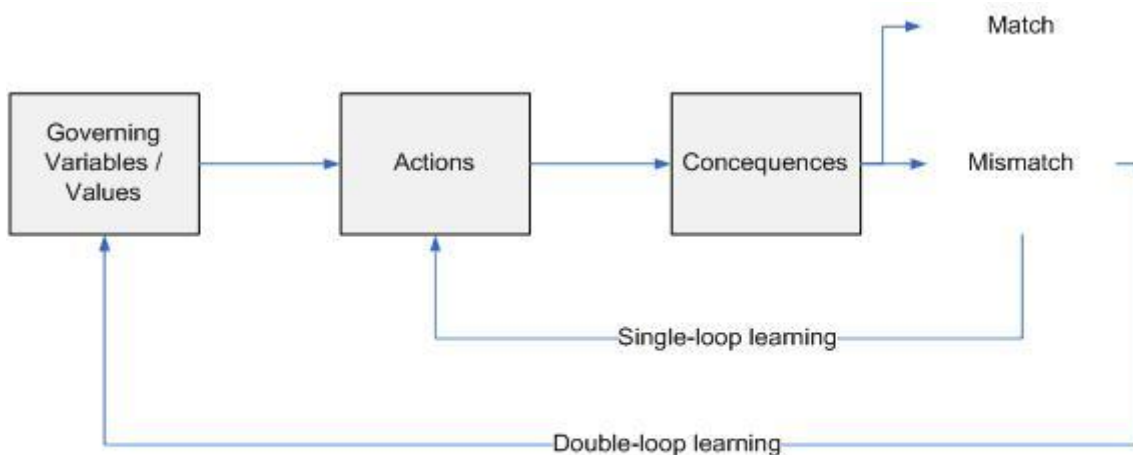 Match
Governing
Variables /
Values
Actions
Concequences
Mismatch
Single-loop learning
Double-loop learning